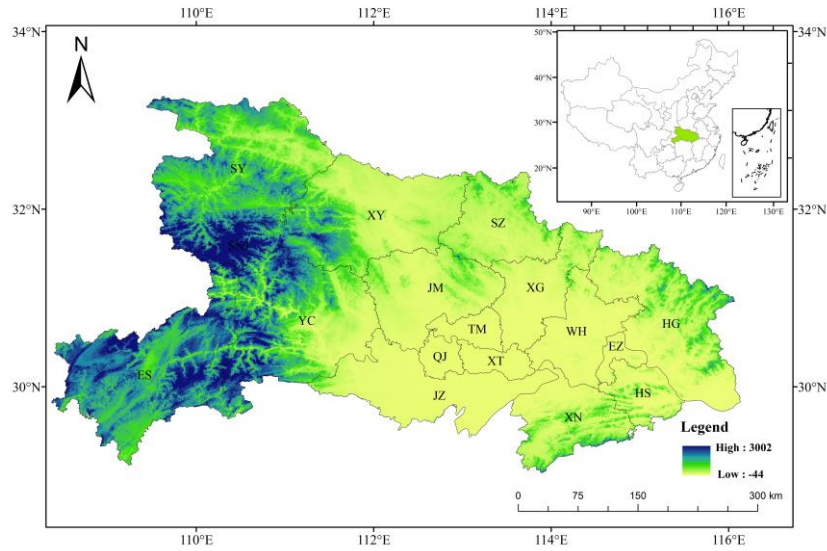 110°E
112°E
114°E
116°E
34°N
34°N
N
50°N
40°N
30°N
20°N
90°E
100°E
110°E
120°E
130°E
SY
32°N
XY
SZ
32°N
JM
XG
YC
TM
WH
HG
QJ
XT
EZ
30°N
ES
JZ
HS
30°N
XN
Legend
High : 3002
Low : -44
0
75
150
300 km
110°E
112°E
114°E
116°E